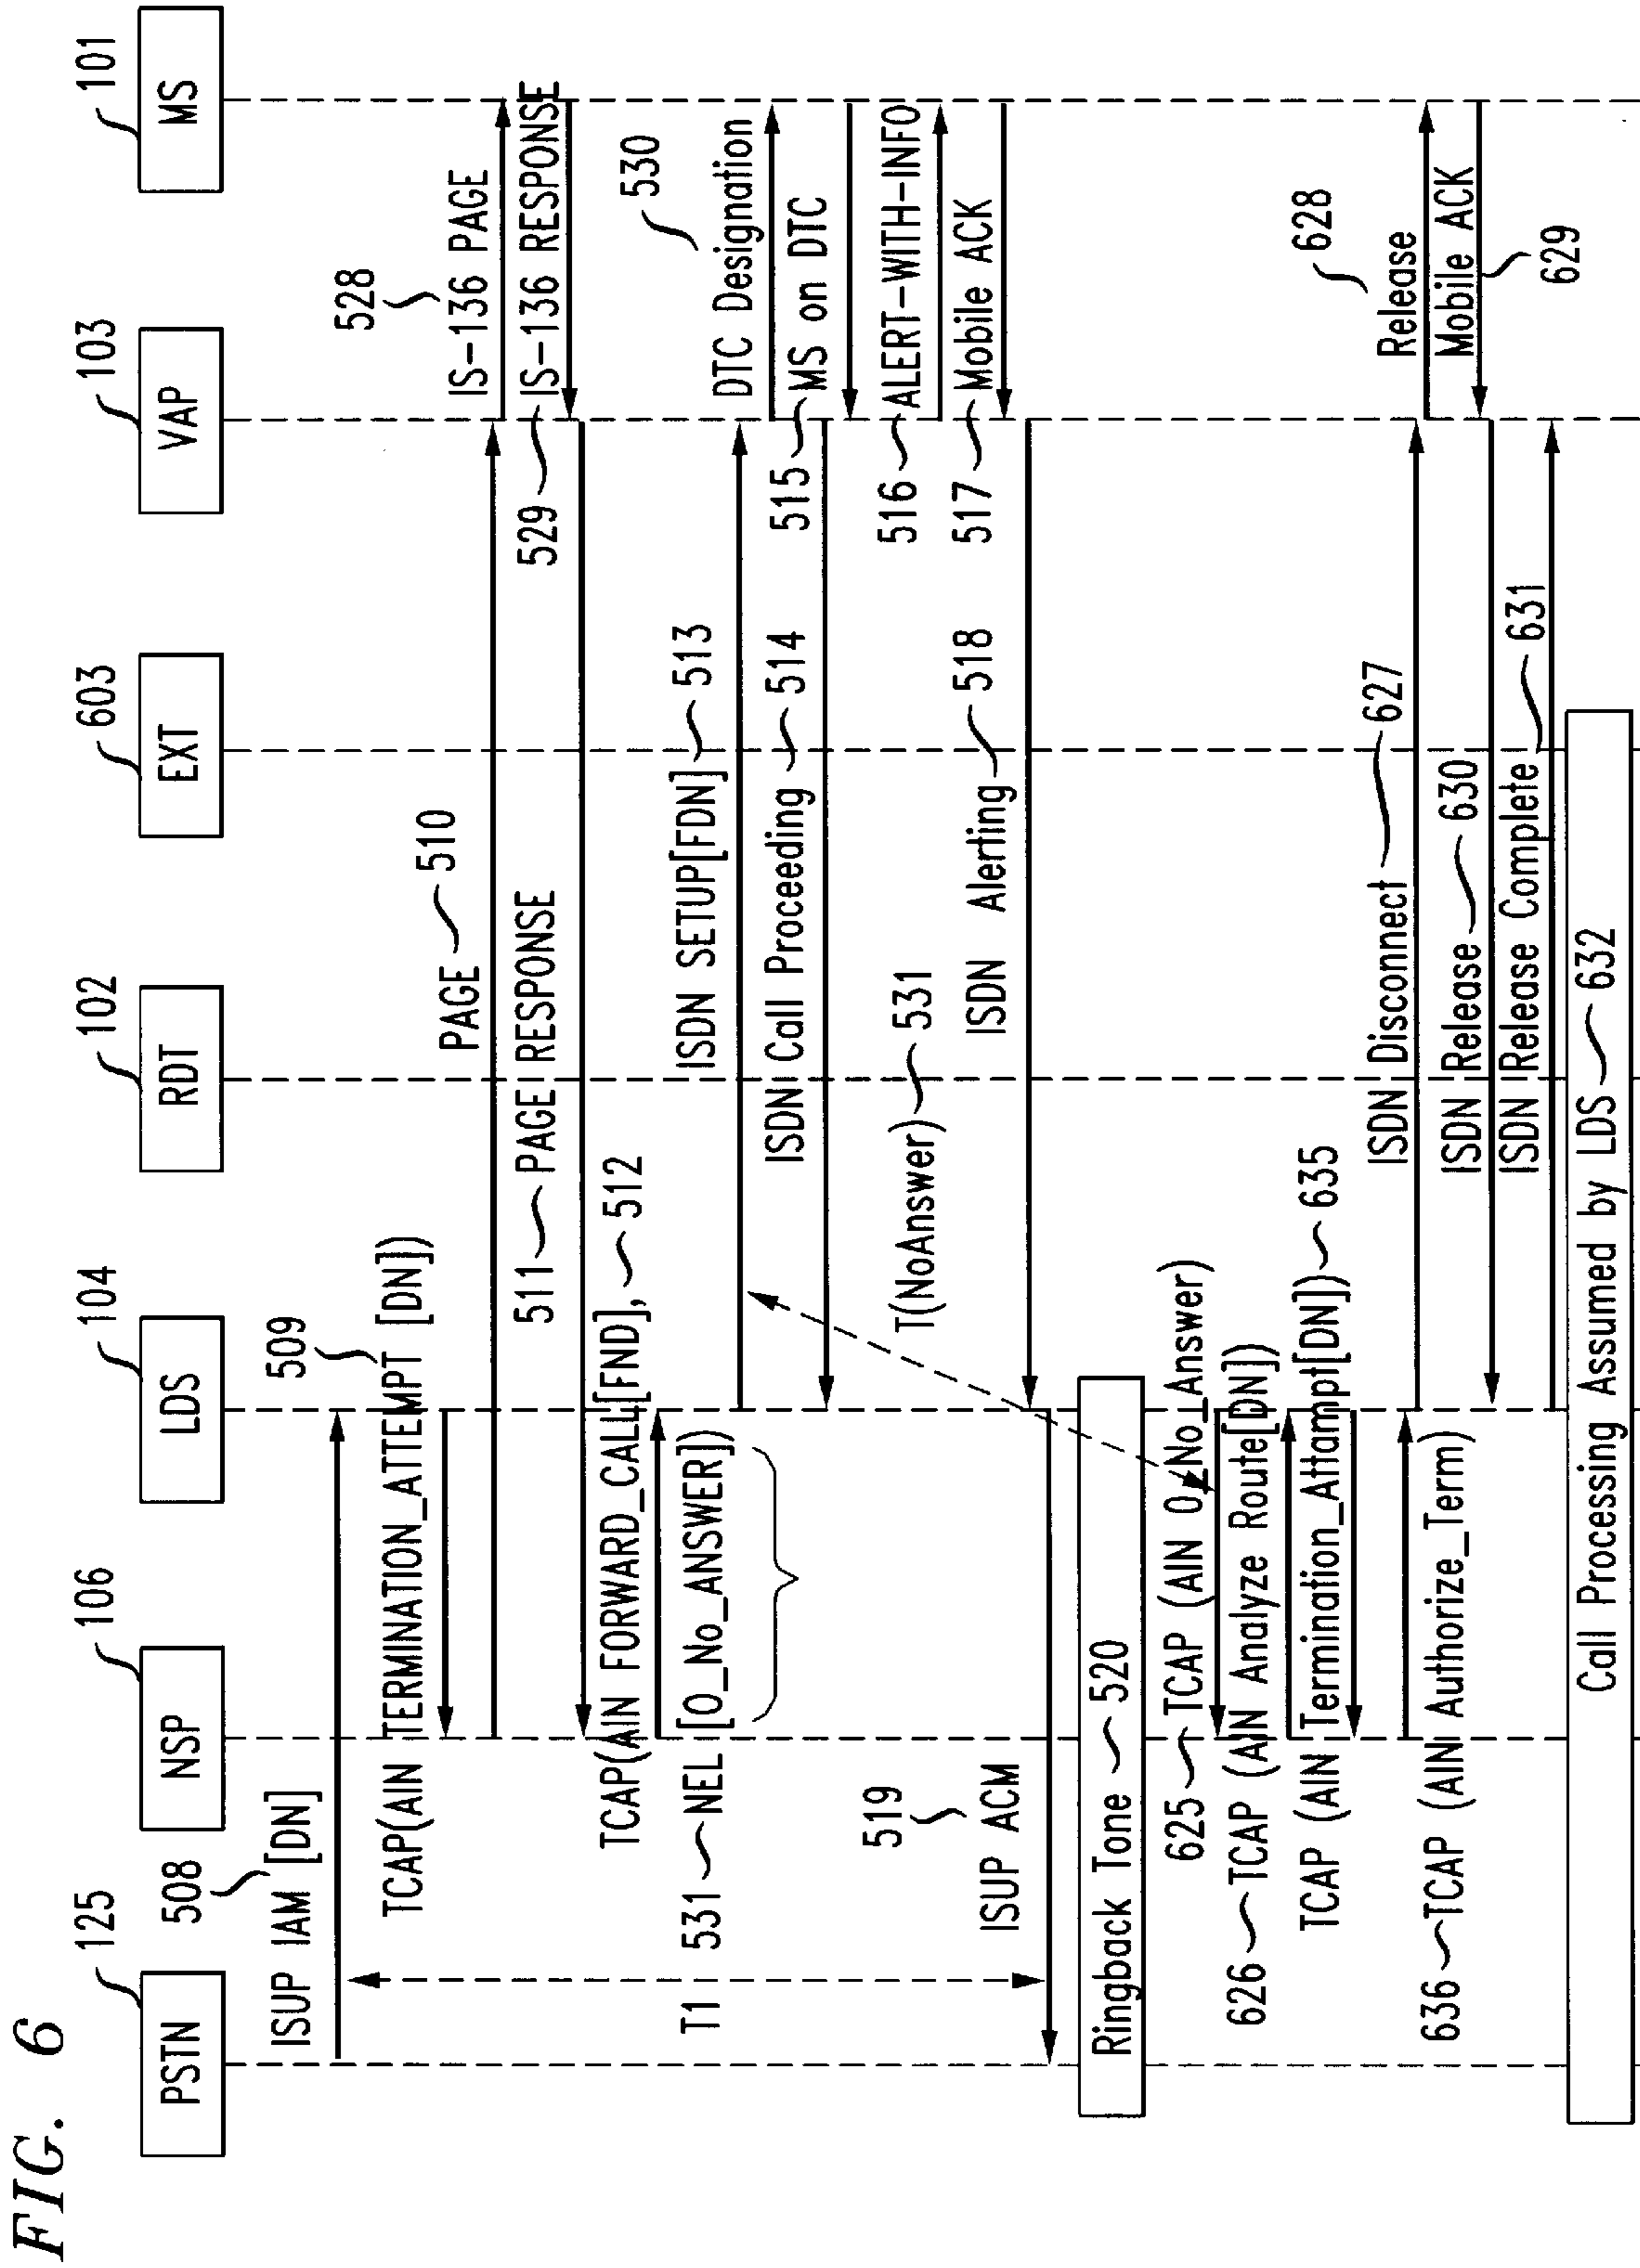 FIG. 6
125
106
104
102
603
103
101
PSTN
NSP
LDS
RDT
EXT
VAP
MS
508
ISUP IAM [DN]
509
TCAP(AIN TERMINATION_ATTEMPT [DN])
PAGE 510
528
IS-136 PAGE
511 PAGE RESPONSE
529 IS-136 RESPONSE
TCAP(AIN FORWARD_CALL[FND], 512
531 NEL [O_No_ANSWER])
T1
ISDN SETUP[FDN] 513
530
DTC Designation
ISDN Call Proceeding 514
515 MS on DTC
T(NoAnswer) 531
516 ALERT-WITH-INFO
517 Mobile ACK
ISDN Alerting 518
519
ISUP ACM
Ringback Tone 520
625 TCAP (AIN O_No_Answer)
626 TCAP (AIN Analyze Route[DN])
TCAP (AIN Termination_Attampt[DN]) 635
636 TCAP (AIN Authorize_Term)
ISDN Disconnect 627
628
Release
Mobile ACK
629
ISDN Release 630
ISDN Release Complete 631
Call Processing Assumed by LDS 632